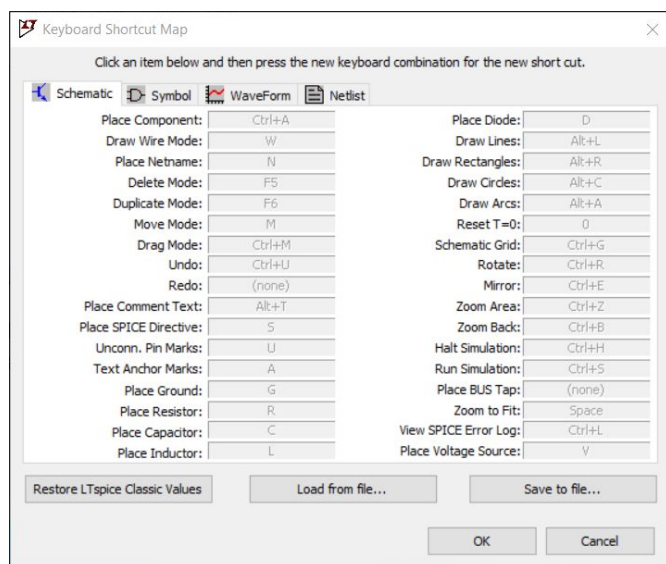 Keyboard Shortcut Map
Click an item below and then press the new keyboard combination for the new short cut.
Schematic Symbol WaveForm Netlist
Place Component: Ctrl+A
Draw Wire Mode: W
Place Netname: N
Delete Mode: F5
Duplicate Mode: F6
Move Mode: M
Drag Mode: Ctrl+M
Undo: Ctrl+U
Redo: (none)
Place Comment Text: Alt+T
Place SPICE Directive: S
Unconn. Pin Marks: U
Text Anchor Marks: A
Place Ground: G
Place Resistor: R
Place Capacitor: C
Place Inductor: L
Place Diode: D
Draw Lines: Alt+L
Draw Rectangles: Alt+R
Draw Circles: Alt+C
Draw Arcs: Alt+A
Reset T=0: 0
Schematic Grid: Ctrl+G
Rotate: Ctrl+R
Mirror: Ctrl+E
Zoom Area: Ctrl+Z
Zoom Back: Ctrl+B
Halt Simulation: Ctrl+H
Run Simulation: Ctrl+S
Place BUS Tap: (none)
Zoom to Fit: Space
View SPICE Error Log: Ctrl+L
Place Voltage Source: V
Restore LTspice Classic Values Load from file... Save to file...
OK Cancel